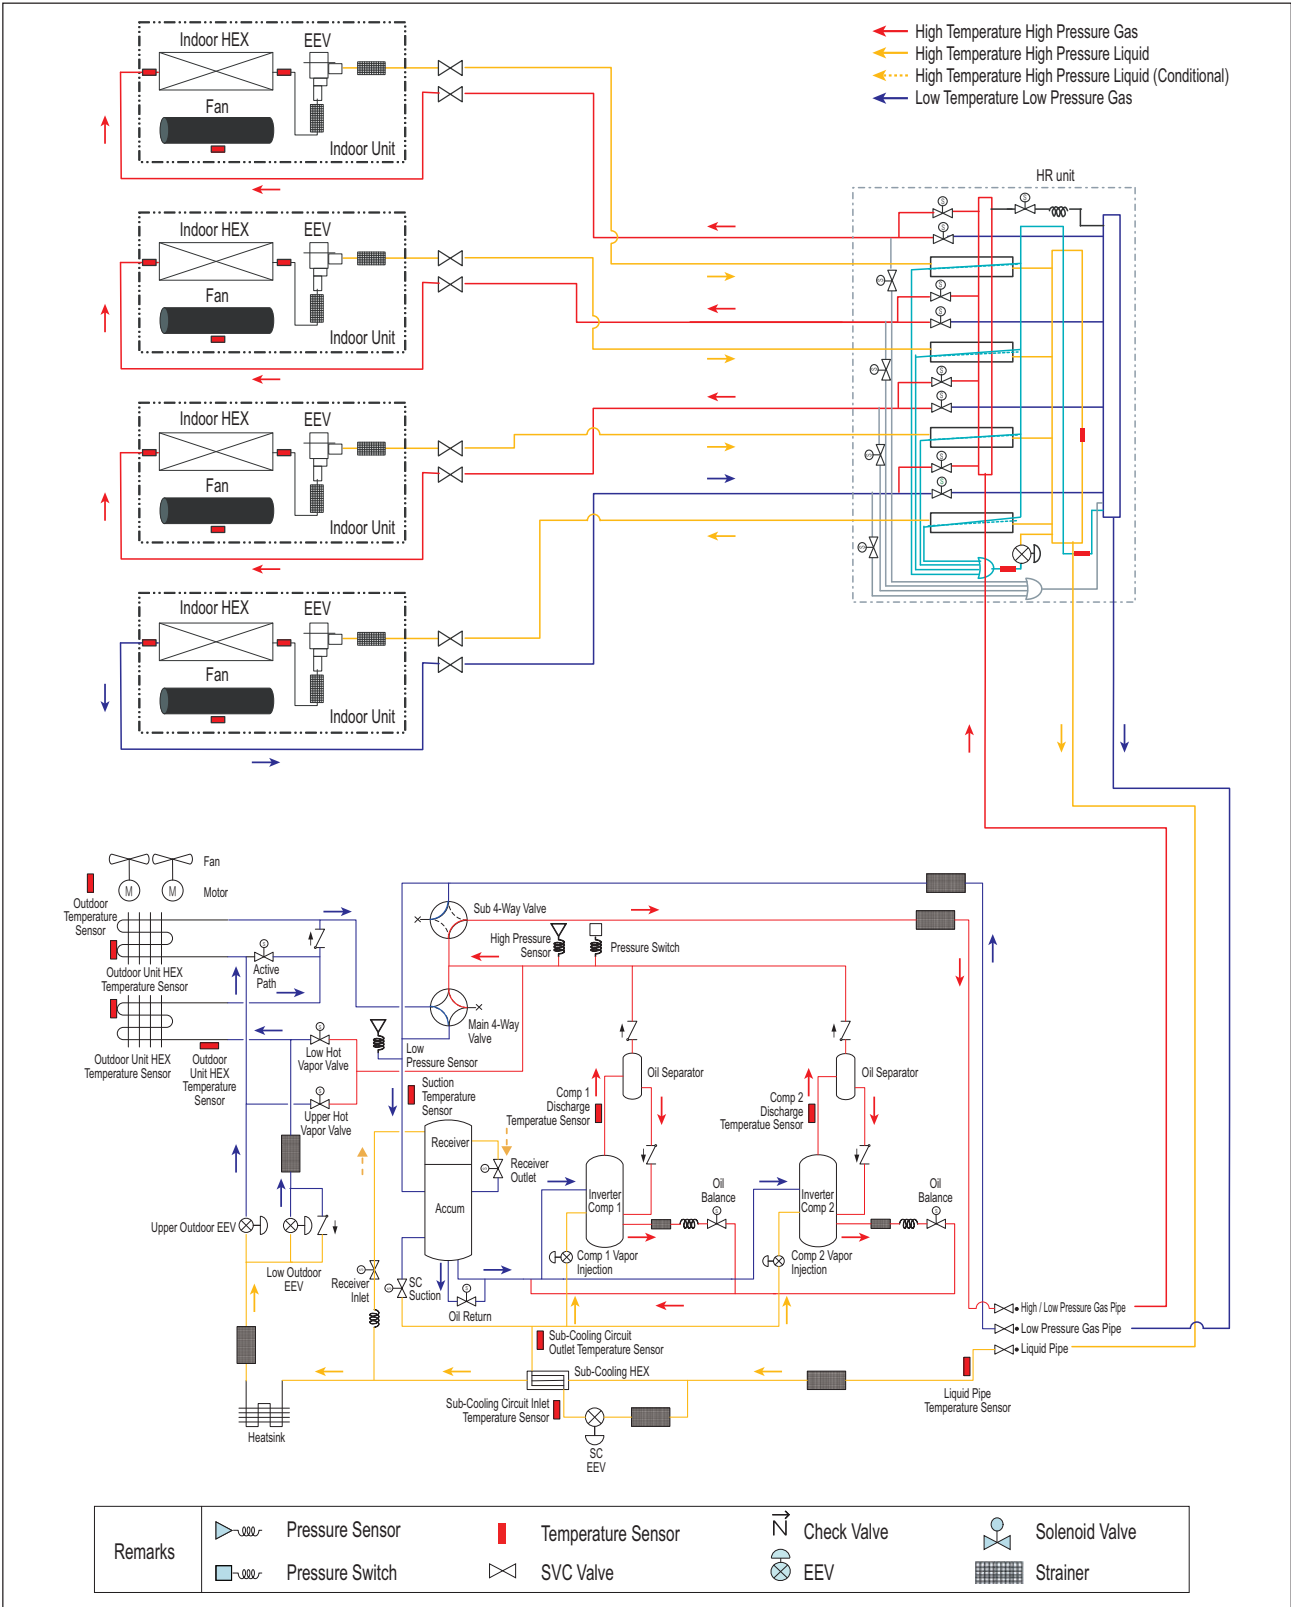 High Temperature High Pressure Gas
High Temperature High Pressure Liquid
High Temperature High Pressure Liquid (Conditional)
Low Temperature Low Pressure Gas
Indoor HEX
EEV
Fan
Indoor Unit
Indoor HEX
EEV
Fan
Indoor Unit
Indoor HEX
EEV
Fan
Indoor Unit
Indoor HEX
EEV
Fan
Indoor Unit
HR unit
S
S
S
S
S
S
S
S
S
S
S
S
S
Fan
M
M
Motor
Outdoor
Temperature
Sensor
Outdoor Unit HEX
Temperature Sensor
S
Active
Path
Outdoor Unit HEX
Temperature Sensor
Outdoor
Unit HEX
Temperature
Sensor
S
Low Hot
Vapor Valve
S
Upper Hot
Vapor Valve
Sub 4-Way Valve
High Pressure
Sensor
Pressure Switch
Main 4-Way
Valve
Low
Pressure Sensor
Suction
Temperature
Sensor
Oil Separator
Oil Separator
Comp 1
Discharge
Temperatue Sensor
Comp 2
Discharge
Temperatue Sensor
Receiver
S
Receiver
Outlet
Accum
Inverter
Comp 1
Inverter
Comp 2
Oil
Balance
S
Oil
Balance
S
Upper Outdoor EEV
Low Outdoor
EEV
S
Receiver
Inlet
S
SC
Suction
S
Oil Return
Comp 1 Vapor
Injection
Comp 2 Vapor
Injection
High / Low Pressure Gas Pipe
Low Pressure Gas Pipe
Liquid Pipe
Sub-Cooling Circuit
Outlet Temperature Sensor
Sub-Cooling HEX
Sub-Cooling Circuit Inlet
Temperature Sensor
SC
EEV
Liquid Pipe
Temperature Sensor
Heatsink
Remarks
Pressure Sensor
Temperature Sensor
Check Valve
Solenoid Valve
Pressure Switch
SVC Valve
EEV
Strainer